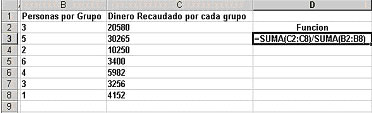 B C D
1 Personas por Grupo Dinero Recaudado por cada grupo
2 3 20580 Funcion
3 5 30265 =SUMA(C2:C8)/SUMA(B2:B8)
4 2 10250
5 6 3400
6 4 5982
7 3 3256
8 1 4152
9